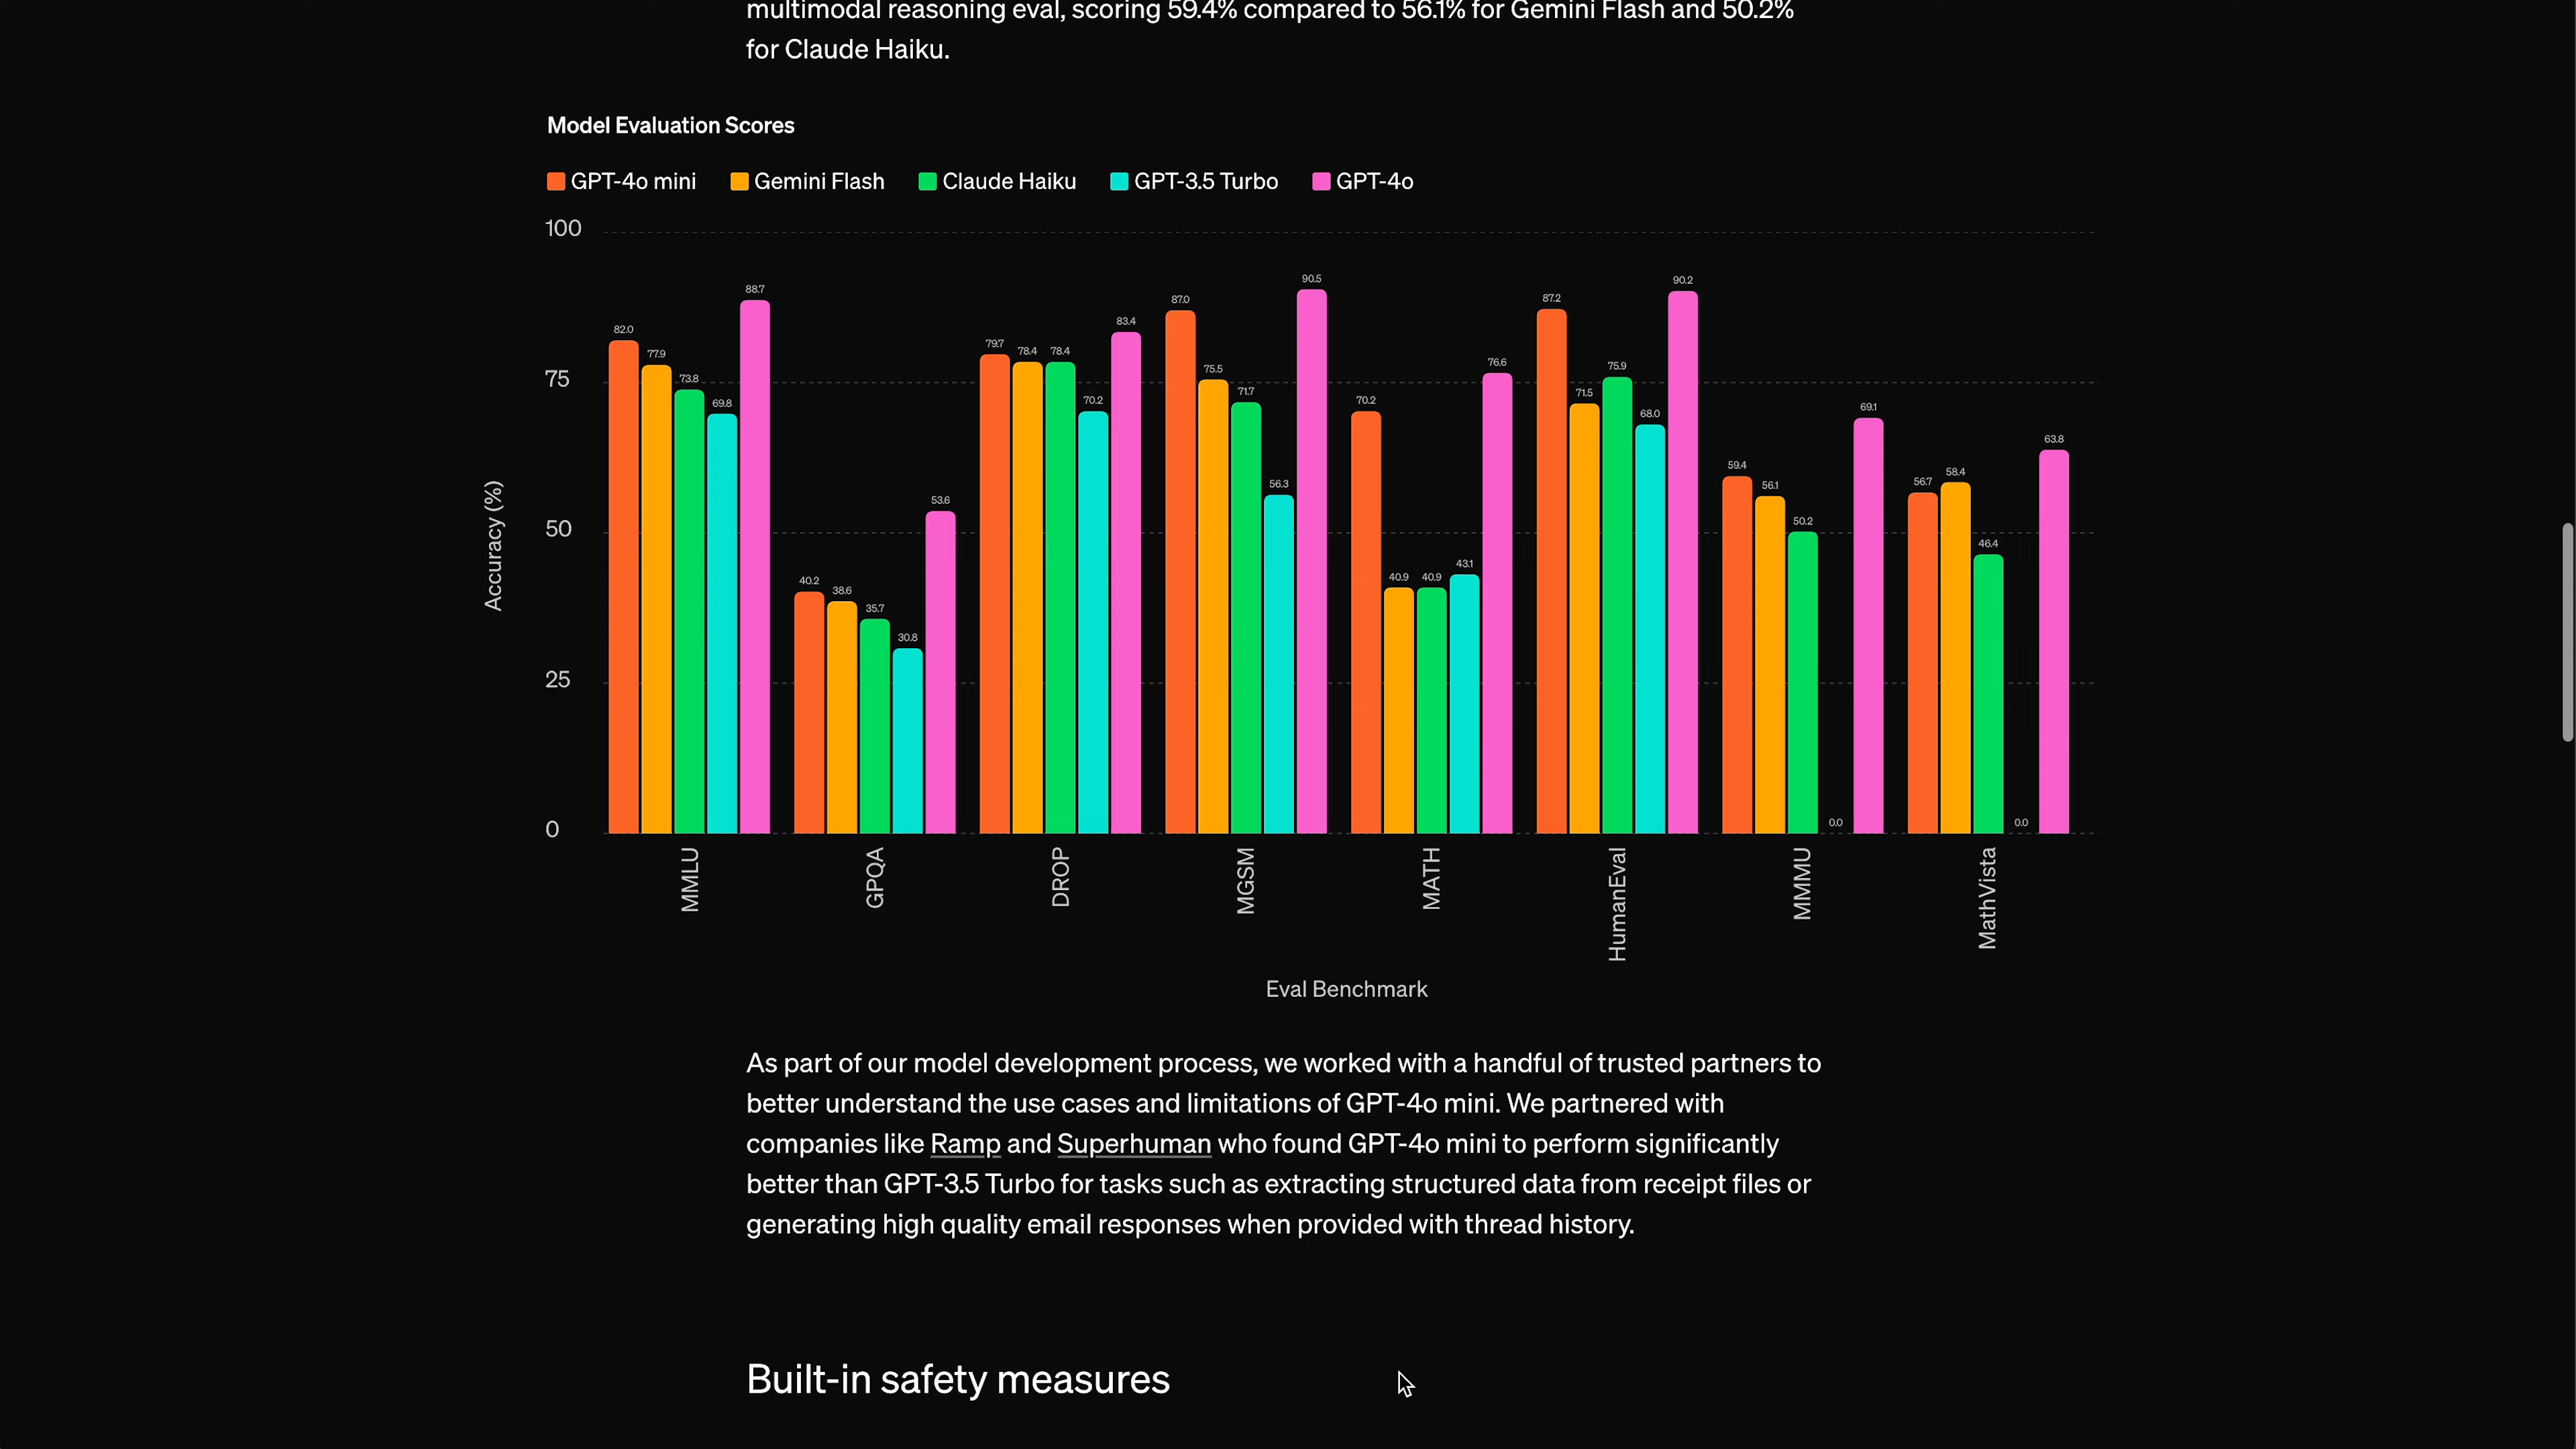 multimodal reasoning eval, scoring 59.4% compared to 56.1% for Gemini Flash and 50.2%
for Claude Haiku.
Model Evaluation Scores
GPT-4o mini Gemini Flash Claude Haiku GPT-3.5 Turbo GPT-4o
100
75
50
25
0
Accuracy (%)
82.0 77.9 73.8 69.8 88.7
40.2 38.6 35.7 30.8 53.6
79.7 78.4 78.4 70.2 83.4
87.0 75.5 71.7 56.3 90.5
70.2 40.9 40.9 43.1 76.6
87.2 71.5 75.9 68.0 90.2
59.4 56.1 50.2 0.0 69.1
56.7 58.4 46.4 0.0 63.8
MMLU GPQA DROP MGSM MATH HumanEval MMMU MathVista
Eval Benchmark
As part of our model development process, we worked with a handful of trusted partners to
better understand the use cases and limitations of GPT-4o mini. We partnered with
companies like Ramp and Superhuman who found GPT-4o mini to perform significantly
better than GPT-3.5 Turbo for tasks such as extracting structured data from receipt files or
generating high quality email responses when provided with thread history.
Built-in safety measures